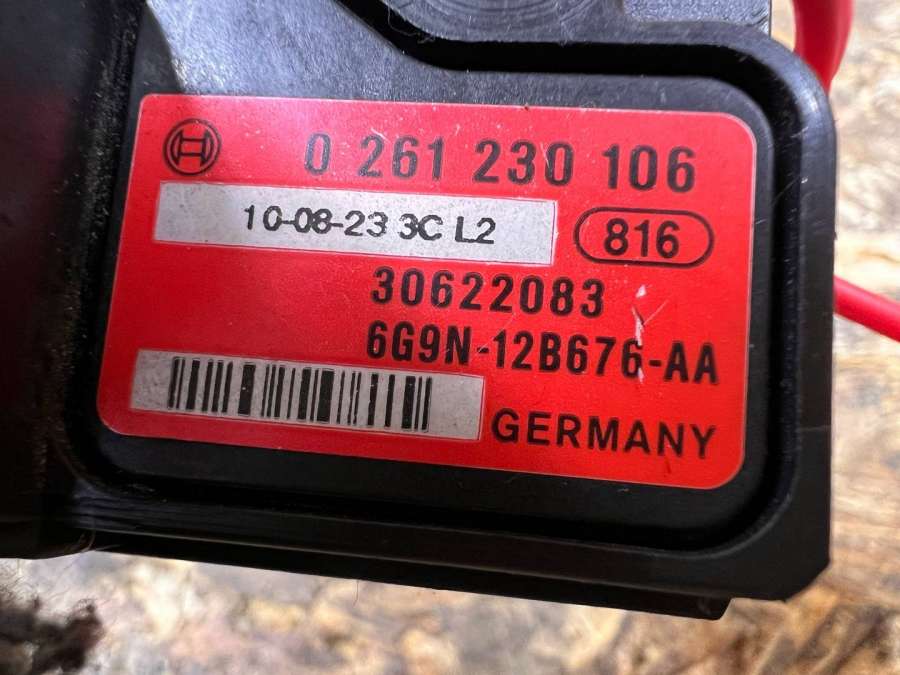 0 261 230 106
10-08-23 3C L2
816
30622083
6G9N-12B676-AA
GERMANY